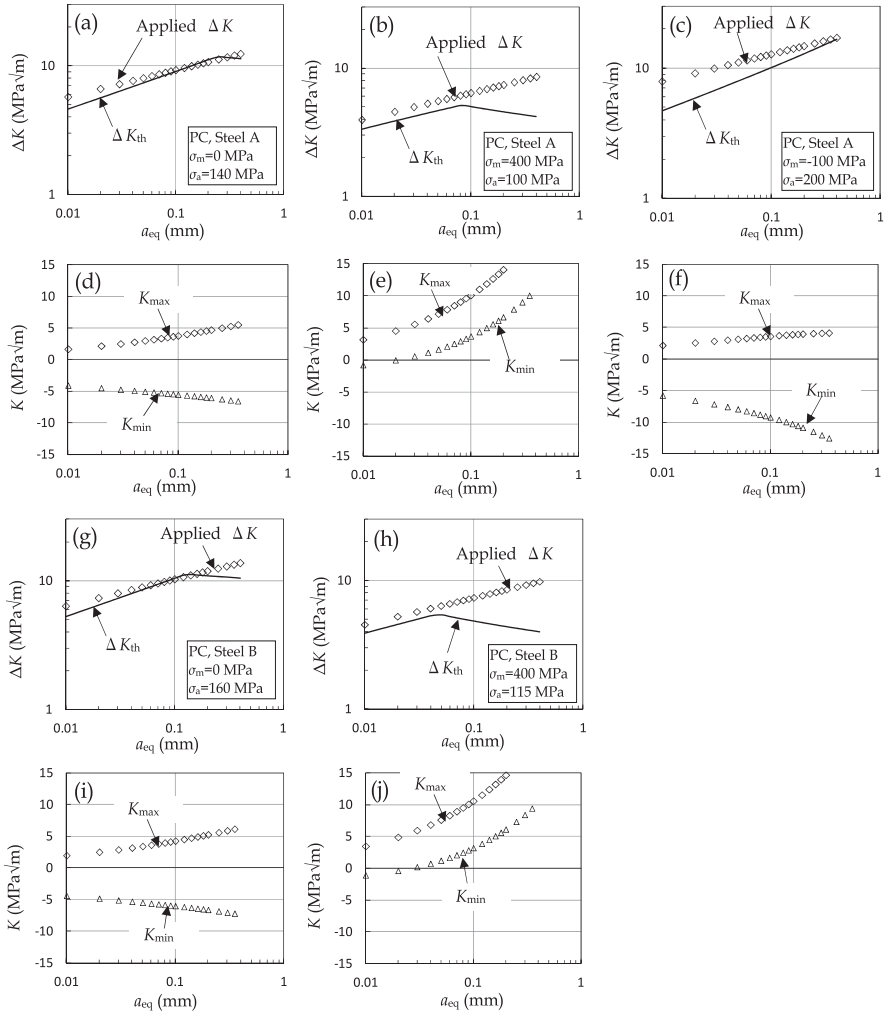 (a)
Applied ΔK
ΔK (MPa√m)
10
1
ΔKth
PC, Steel A
σm=0 MPa
σa=140 MPa
0.01
0.1
1
aeq (mm)
(b)
Applied ΔK
ΔK (MPa√m)
10
1
ΔKth
PC, Steel A
σm=400 MPa
σa=100 MPa
0.01
0.1
1
aeq (mm)
(c)
Applied ΔK
ΔK (MPa√m)
10
1
ΔKth
PC, Steel A
σm=-100 MPa
σa=200 MPa
0.01
0.1
1
aeq (mm)
(d)
Kmax
K (MPa√m)
15
10
5
0
-5
-10
-15
Kmin
0.01
0.1
1
aeq (mm)
(e)
Kmax
K (MPa√m)
15
10
5
0
-5
-10
-15
Kmin
0.01
0.1
1
aeq (mm)
(f)
Kmax
K (MPa√m)
15
10
5
0
-5
-10
-15
Kmin
0.01
0.1
1
aeq (mm)
(g)
Applied ΔK
ΔK (MPa√m)
10
1
ΔKth
PC, Steel B
σm=0 MPa
σa=160 MPa
0.01
0.1
1
aeq (mm)
(h)
Applied ΔK
ΔK (MPa√m)
10
1
ΔKth
PC, Steel B
σm=400 MPa
σa=115 MPa
0.01
0.1
1
aeq (mm)
(i)
Kmax
K (MPa√m)
15
10
5
0
-5
-10
-15
Kmin
0.01
0.1
1
aeq (mm)
(j)
Kmax
K (MPa√m)
15
10
5
0
-5
-10
-15
Kmin
0.01
0.1
1
aeq (mm)